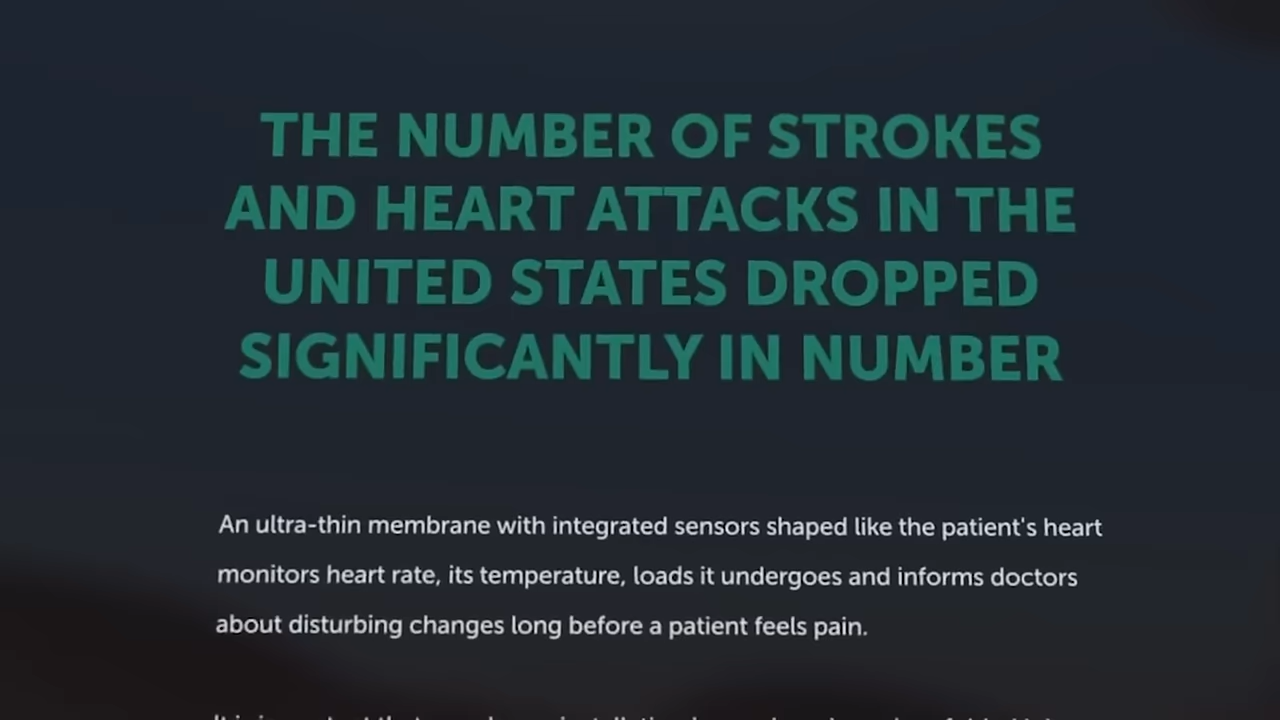 THE NUMBER OF STROKES
AND HEART ATTACKS IN THE
UNITED STATES DROPPED
SIGNIFICANTLY IN NUMBER
An ultra-thin membrane with integrated sensors shaped like the patient's heart
monitors heart rate, its temperature, loads it undergoes and informs doctors
about disturbing changes long before a patient feels pain.